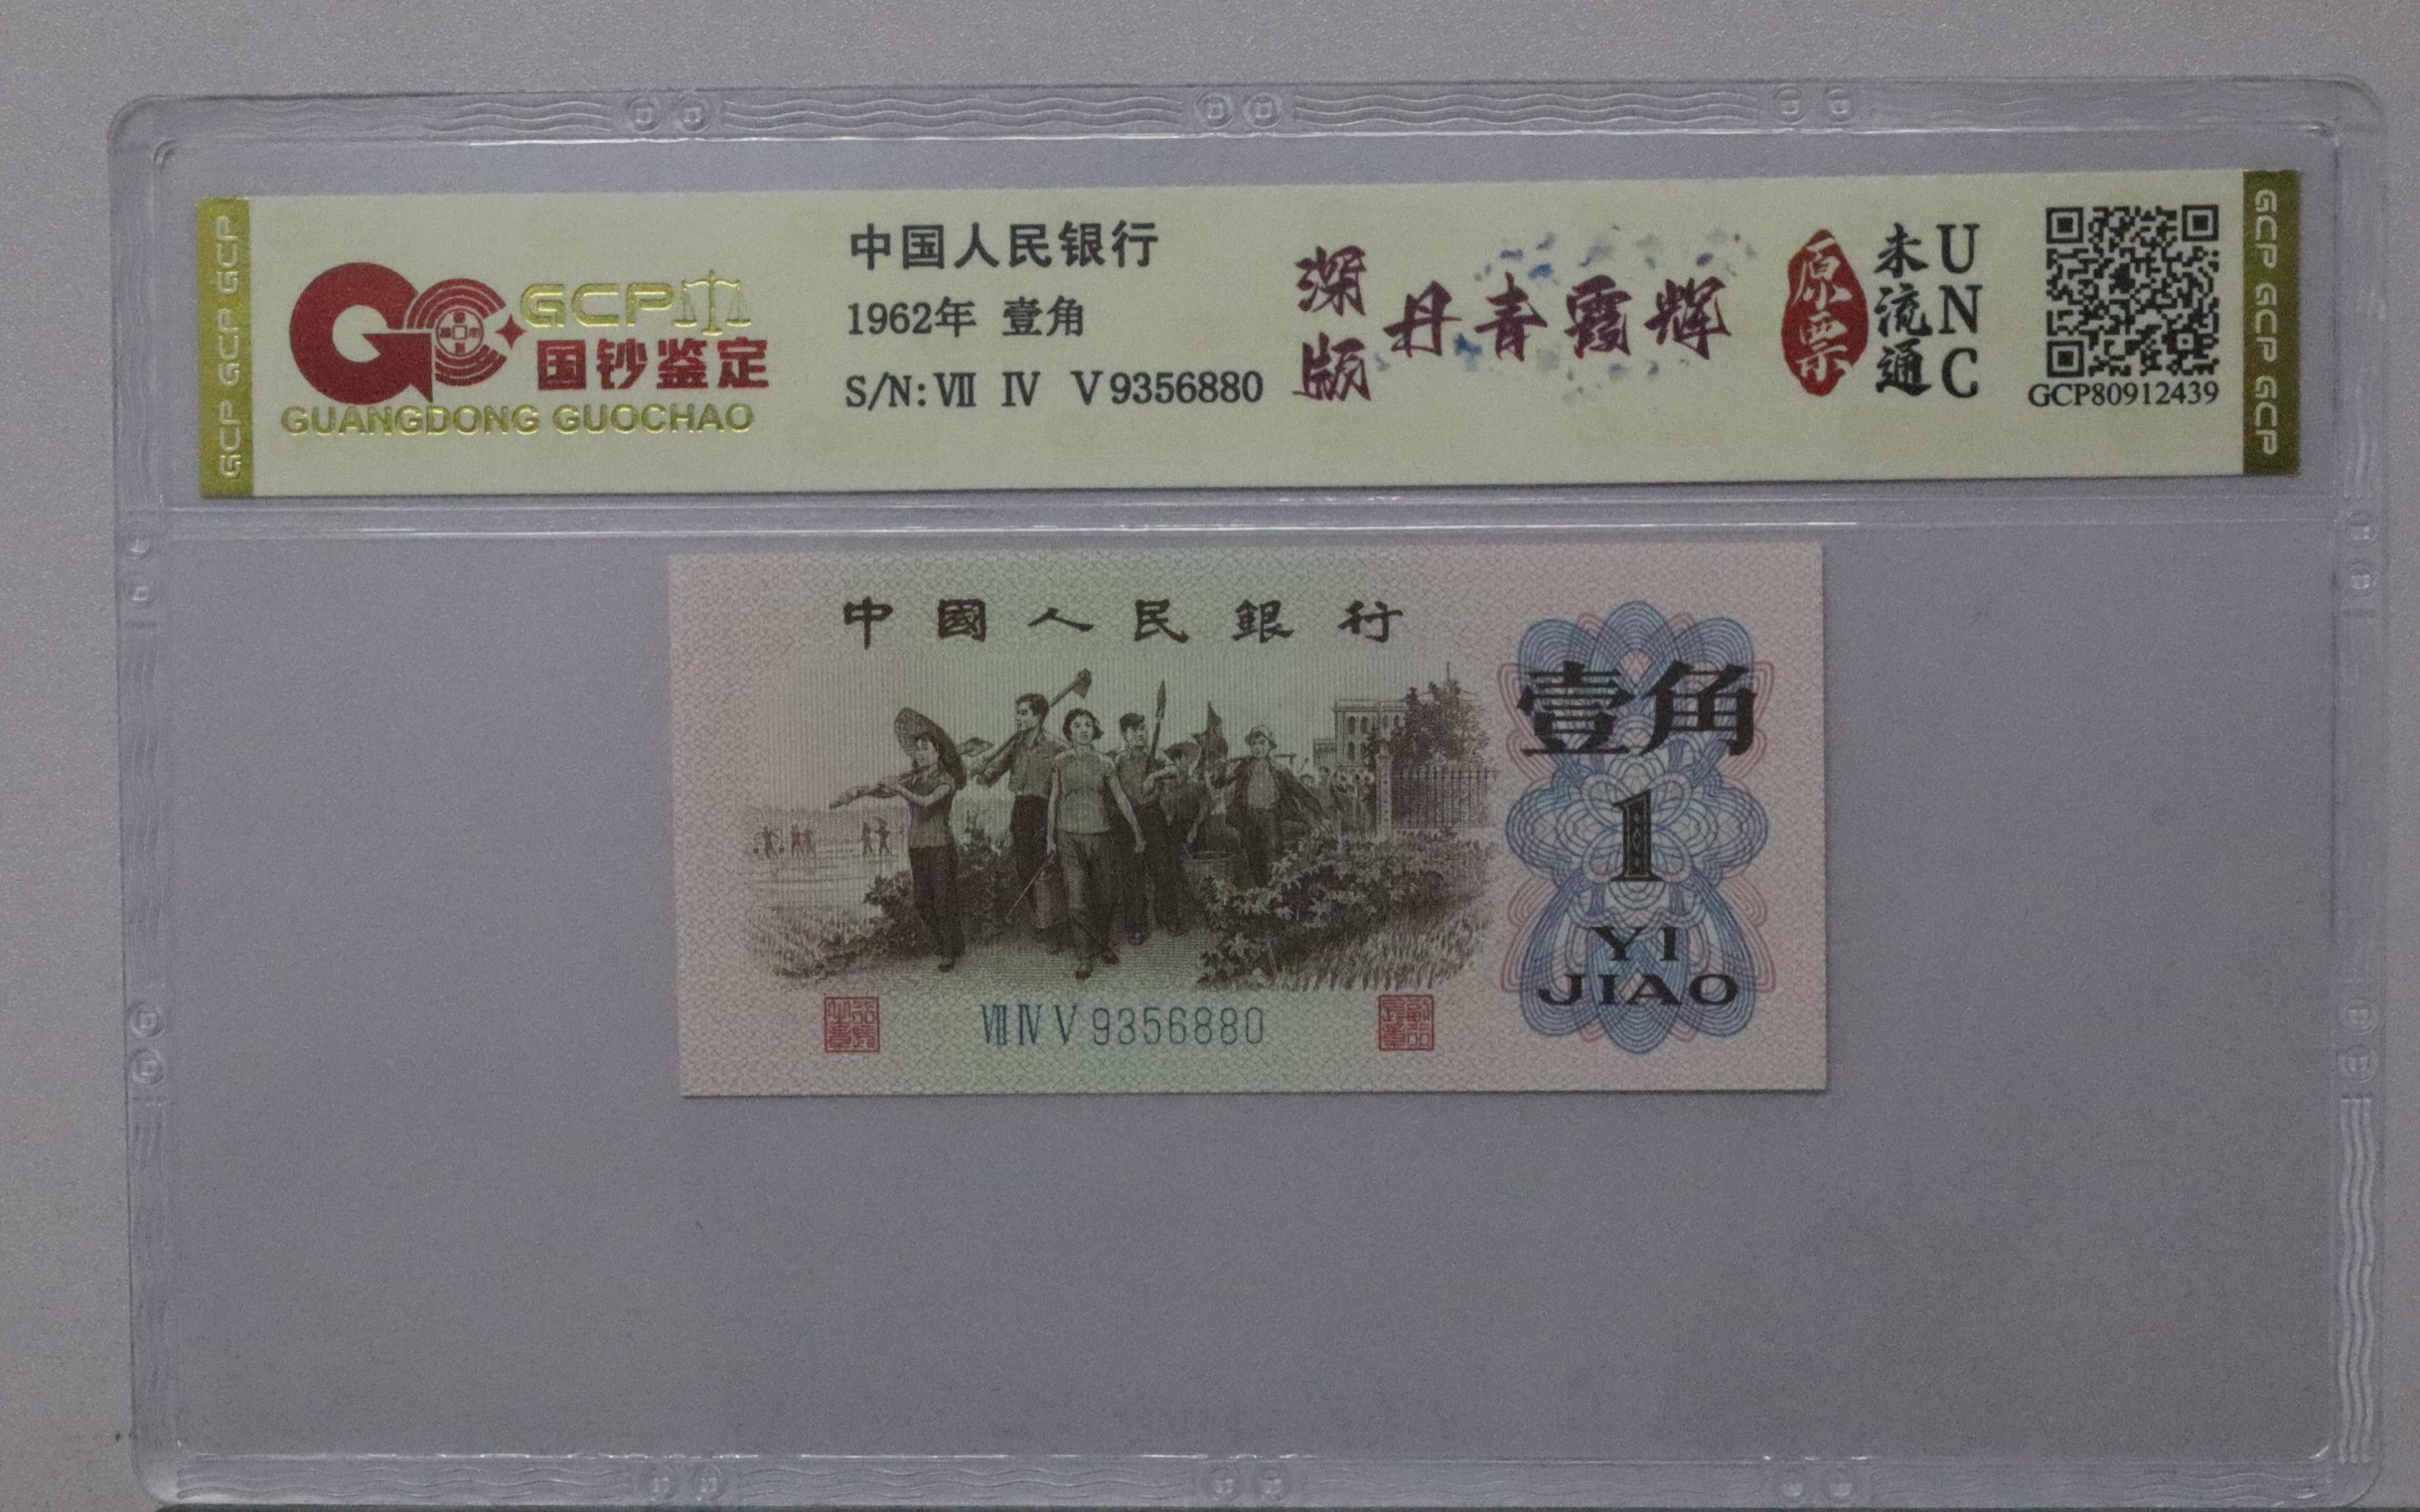 GCP GCP GCP
GCP
国钞鉴定
GUANGDONG GUOCHAO
中国人民银行
1962年 壹角
S/N: Ⅶ Ⅳ Ⅴ9356880
深版
丹青霞辉
原票
未流通
UNC
GCP80912439
GCP GCP GCP
中國人民銀行
壹角
1
YI
JIAO
Ⅶ Ⅳ Ⅴ 9356880